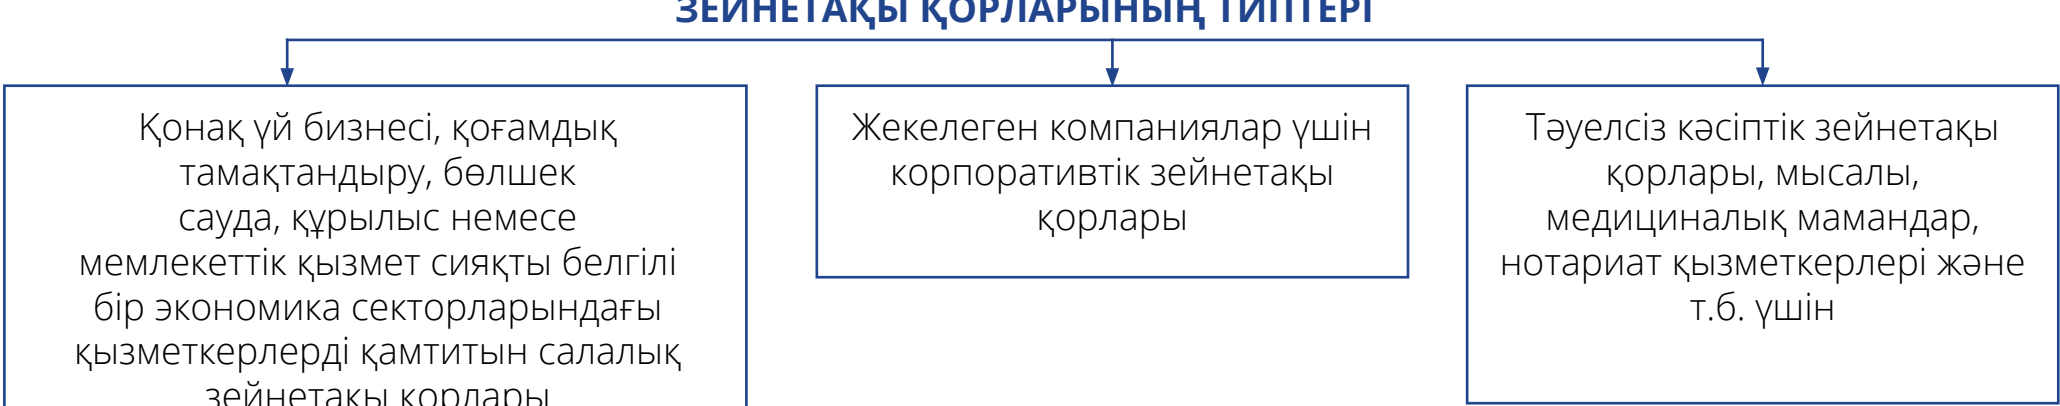 ЗЕЙНЕТАҚЫ ҚОРЛАРЫНЫҢ ТИПТЕРІ
Қонақ үй бизнесі, қоғамдық
тамақтандыру, бөлшек
сауда, құрылыс немесе
мемлекеттік қызмет сияқты белгілі
бір экономика секторларындағы
қызметкерлерді қамтитын салалық
зейнетақы қорлары
Жекелеген компаниялар үшін
корпоративтік зейнетақы
қорлары
Тәуелсіз кәсіптік зейнетақы
қорлары, мысалы,
медициналық мамандар,
нотариат қызметкерлері және
т.б. үшін